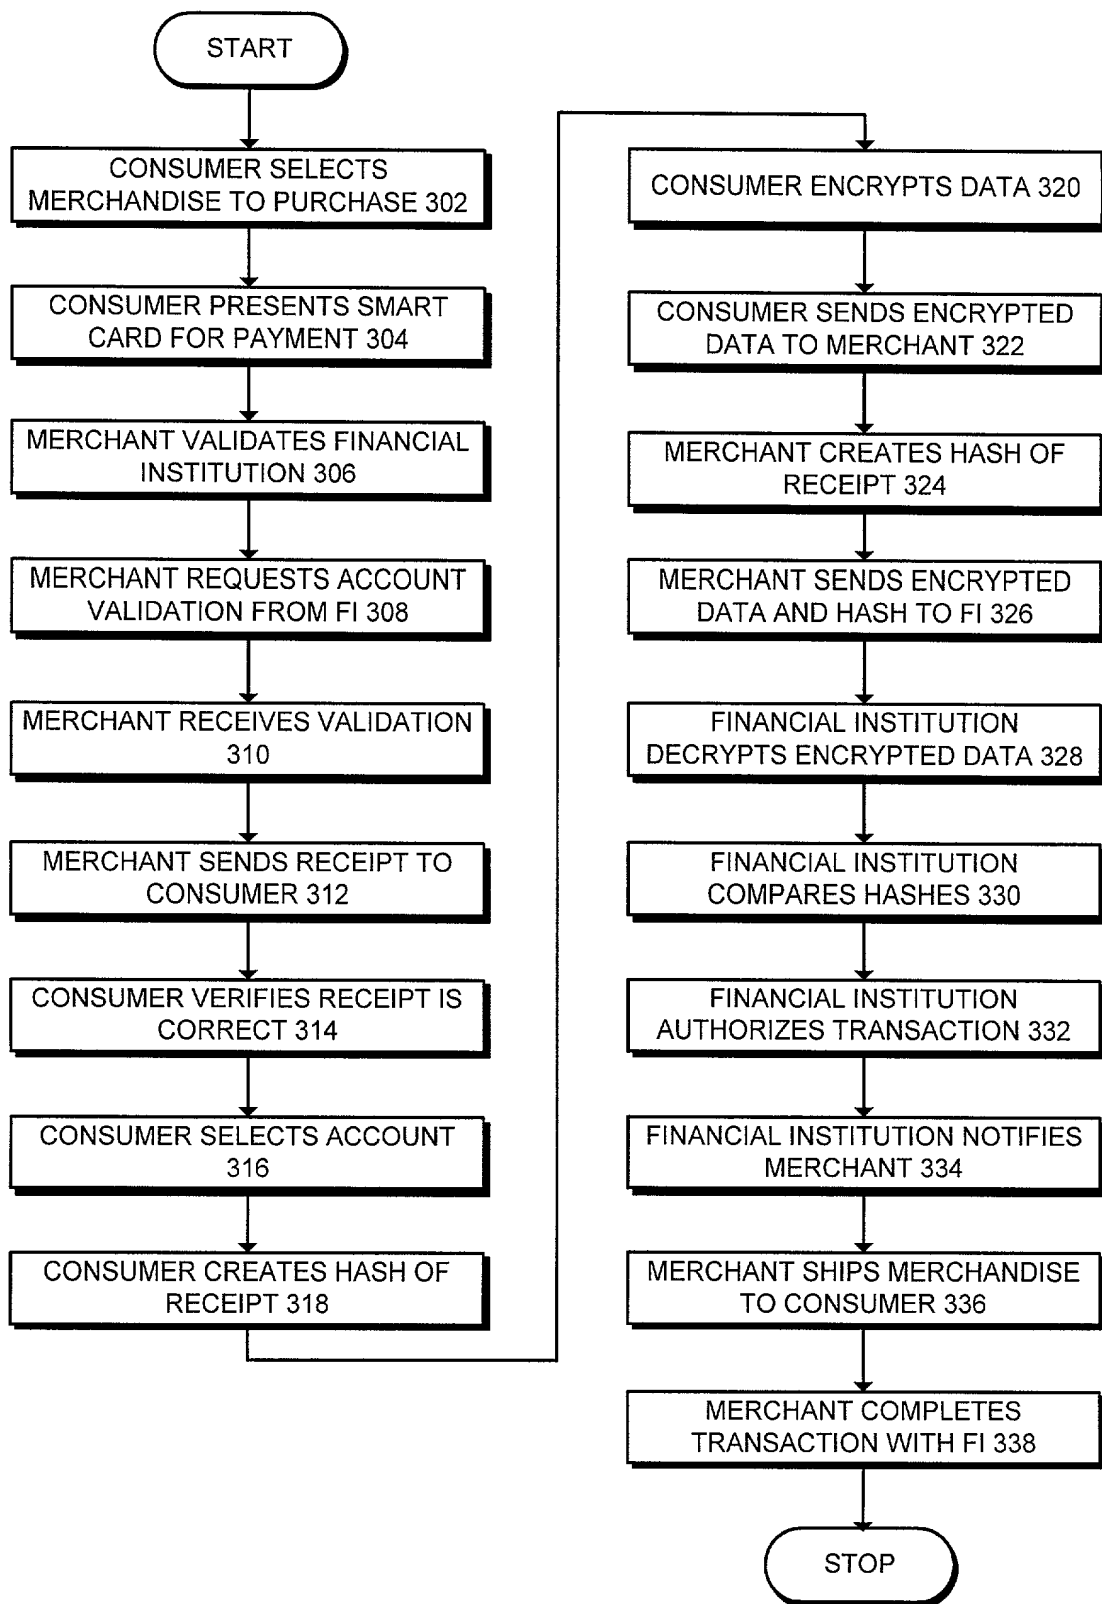 START
CONSUMER SELECTS
MERCHANDISE TO PURCHASE 302
CONSUMER PRESENTS SMART
CARD FOR PAYMENT 304
MERCHANT VALIDATES FINANCIAL
INSTITUTION 306
MERCHANT REQUESTS ACCOUNT
VALIDATION FROM FI 308
MERCHANT RECEIVES VALIDATION
310
MERCHANT SENDS RECEIPT TO
CONSUMER 312
CONSUMER VERIFIES RECEIPT IS
CORRECT 314
CONSUMER SELECTS ACCOUNT
316
CONSUMER CREATES HASH OF
RECEIPT 318
CONSUMER ENCRYPTS DATA 320
CONSUMER SENDS ENCRYPTED
DATA TO MERCHANT 322
MERCHANT CREATES HASH OF
RECEIPT 324
MERCHANT SENDS ENCRYPTED
DATA AND HASH TO FI 326
FINANCIAL INSTITUTION
DECRYPTS ENCRYPTED DATA 328
FINANCIAL INSTITUTION
COMPARES HASHES 330
FINANCIAL INSTITUTION
AUTHORIZES TRANSACTION 332
FINANCIAL INSTITUTION NOTIFIES
MERCHANT 334
MERCHANT SHIPS MERCHANDISE
TO CONSUMER 336
MERCHANT COMPLETES
TRANSACTION WITH FI 338
STOP